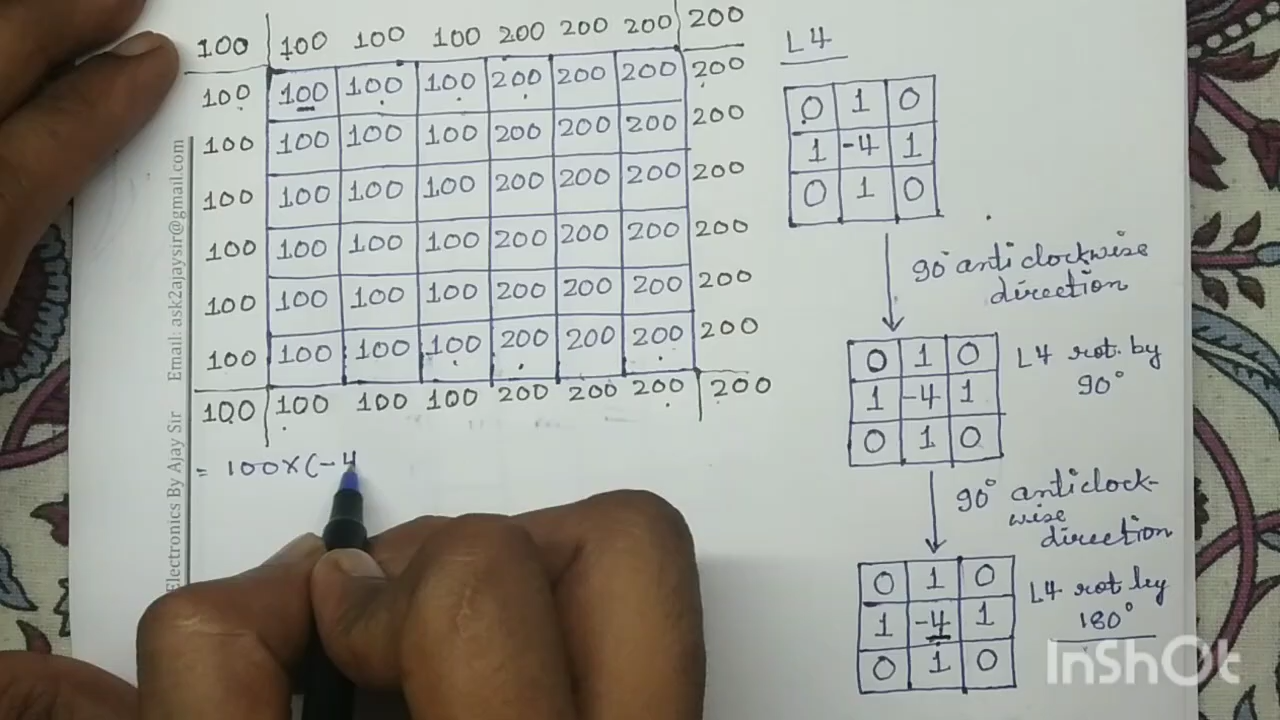 100 100 100 100 200 200 200 200
100 100 100 100 200 200 200 200
100 100 100 100 200 200 200 200
100 100 100 100 200 200 200 200
100 100 100 100 200 200 200 200
100 100 100 100 200 200 200 200
100 100 100 100 200 200 200 200
100 100 100 100 200 200 200 200
= 100×(-4
Electronics By Ajay Sir Email: ask2ajaysir@gmail.com
L4
0 1 0
1 -4 1
0 1 0
90° anticlockwise
direction
0 1 0
1 -4 1
0 1 0
L4 rot. by
90°
90° anticlock-
wise
direction
0 1 0
1 -4 1
0 1 0
L4 rot by
180°
InShOt